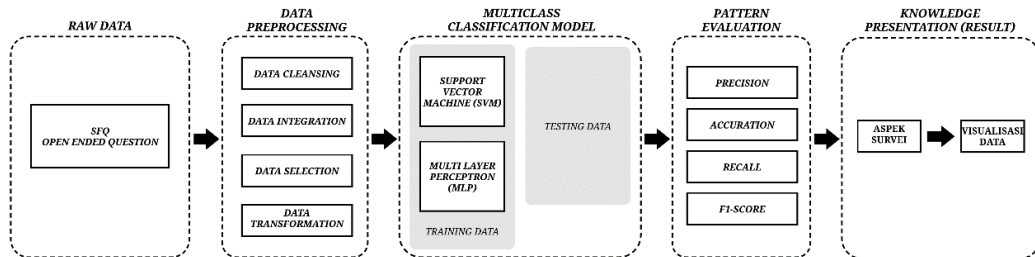 RAW DATA
SFQ
OPEN ENDED QUESTION
DATA
PREPROCESSING
DATA CLEANSING
DATA INTEGRATION
DATA SELECTION
DATA
TRANSFORMATION
MULTICLASS
CLASSIFICATION MODEL
SUPPORT
VECTOR
MACHINE (SVM)
MULTI LAYER
PERCEPTRON
(MLP)
TRAINING DATA
TESTING DATA
PATTERN
EVALUATION
PRECISION
ACCURATION
RECALL
F1-SCORE
KNOWLEDGE
PRESENTATION (RESULT)
ASPEK
SURVEI
VISUALISASI
DATA